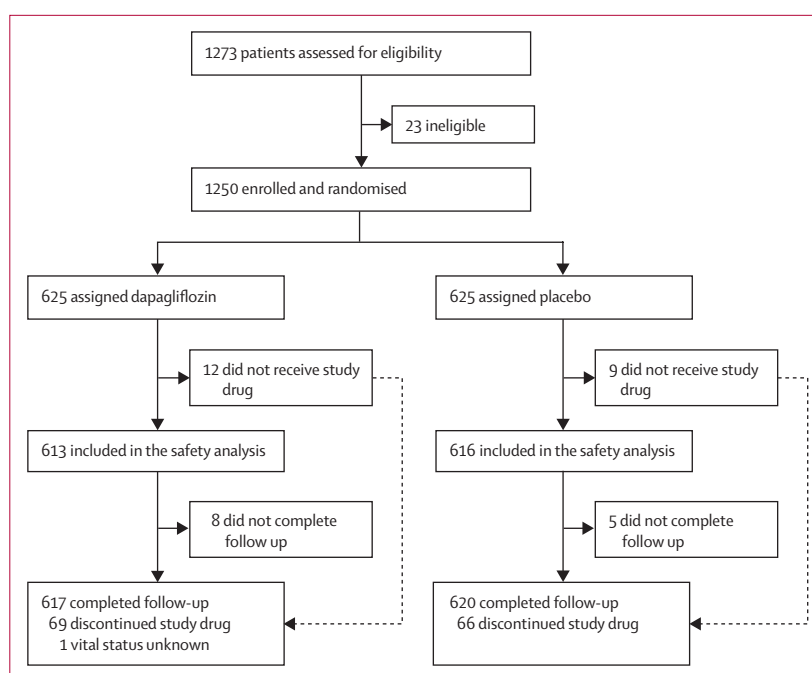 1273 patients assessed for eligibility
23 ineligible
1250 enrolled and randomised
625 assigned dapagliflozin
625 assigned placebo
12 did not receive study
drug
9 did not receive study
drug
613 included in the safety analysis
616 included in the safety analysis
8 did not complete
follow up
5 did not complete
follow up
617 completed follow-up
69 discontinued study drug
1 vital status unknown
620 completed follow-up
66 discontinued study drug